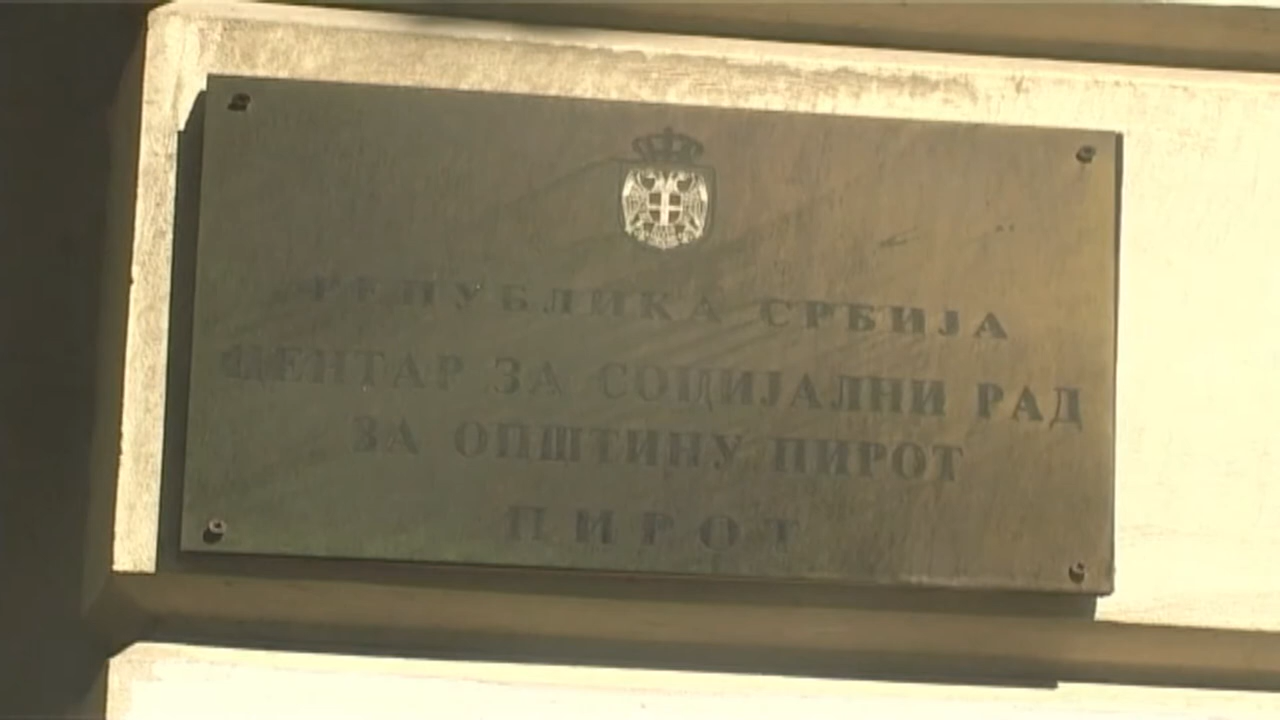 РЕПУБЛИКА СРБИЈА
ЦЕНТАР ЗА СОЦИЈАЛНИ РАД
ЗА ОПШТИНУ ПИРОТ
ПИРОТ